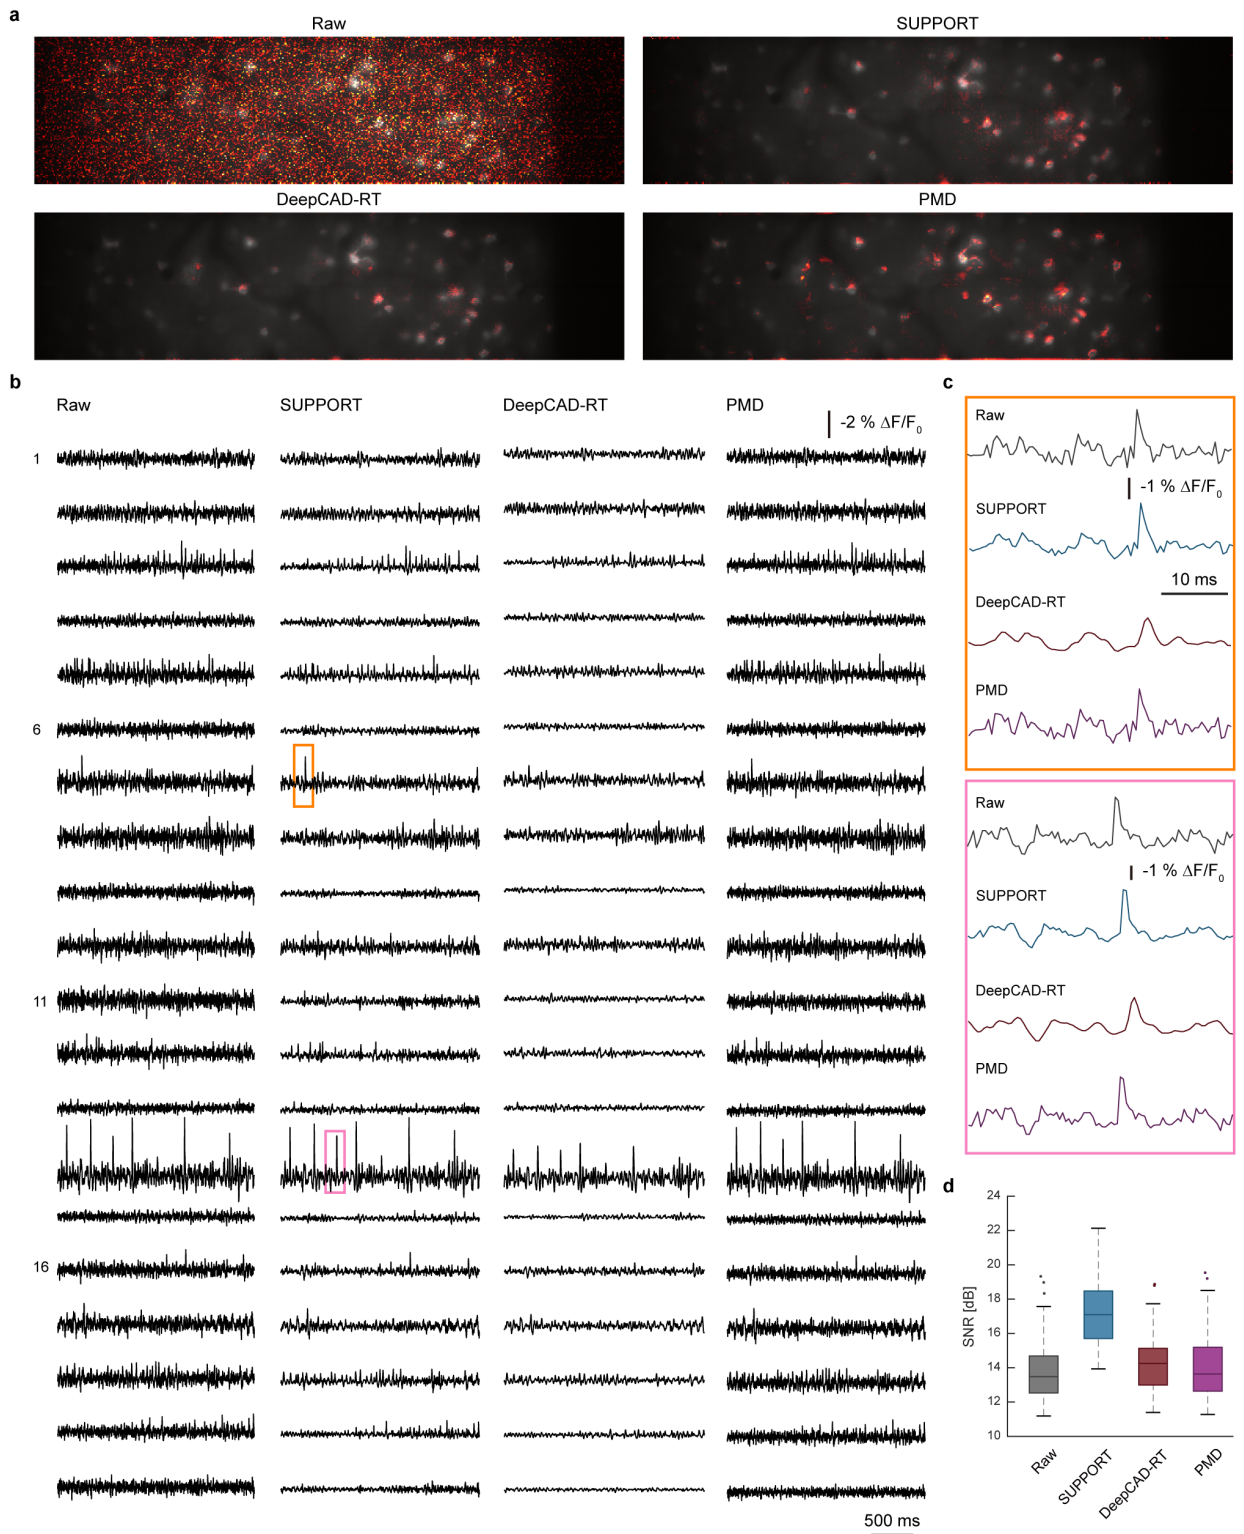 a
Raw
SUPPORT
DeepCAD-RT
PMD
b
Raw
SUPPORT
DeepCAD-RT
PMD
-2 % ΔF/F₀
1
6
11
16
500 ms
c
Raw
-1 % ΔF/F₀
SUPPORT
10 ms
DeepCAD-RT
PMD
Raw
-1 % ΔF/F₀
SUPPORT
DeepCAD-RT
PMD
d
SNR [dB]
24
22
20
18
16
14
12
10
Raw
SUPPORT
DeepCAD-RT
PMD